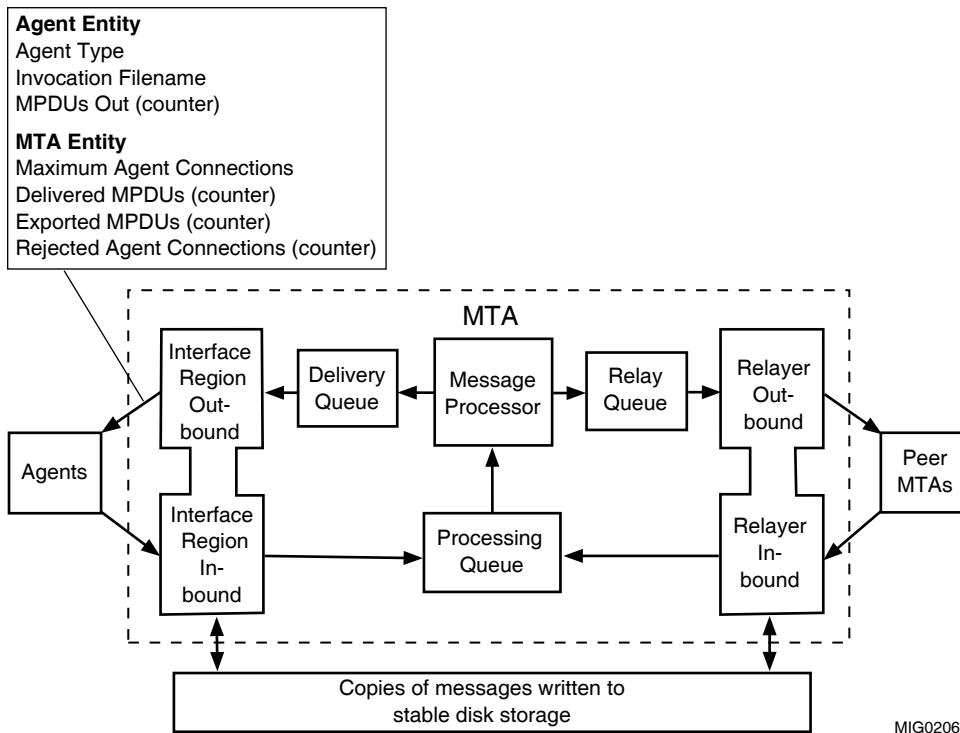 Agent Entity
Agent Type
Invocation Filename
MPDUs Out (counter)
MTA Entity
Maximum Agent Connections
Delivered MPDUs (counter)
Exported MPDUs (counter)
Rejected Agent Connections (counter)
MTA
Interface
Region
Out-
bound
Delivery
Queue
Message
Processor
Relay
Queue
Relayer
Out-
bound
Agents
Peer
MTAs
Interface
Region
In-
bound
Processing
Queue
Relayer
In-
bound
Copies of messages written to
stable disk storage
MIG0206